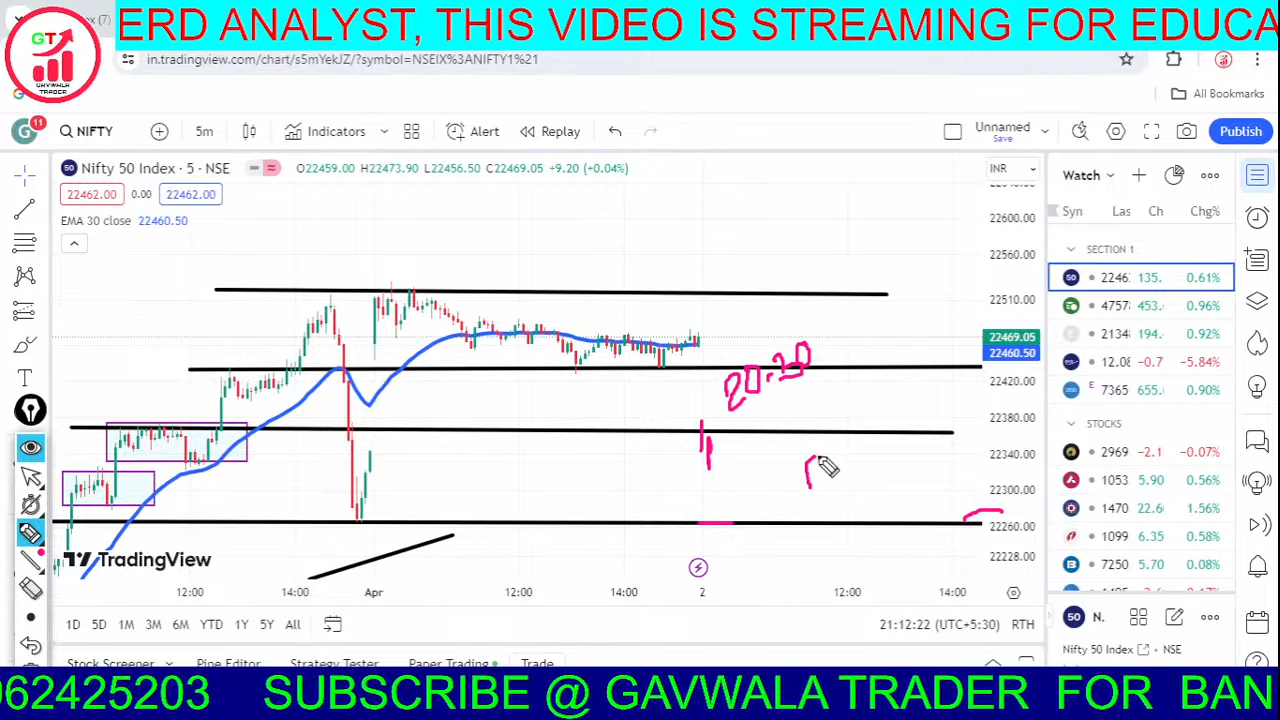 ERD ANALYST, THIS VIDEO IS STREAMING FOR EDUCA
GT
GAVWALA
TRADER
(7)
in.tradingview.com/chart/s5mYekJZ/?symbol=NSEIX%3ANIFTY1%21
All Bookmarks
G 11 NIFTY 5m Indicators Alert Replay Unnamed Save Publish
50 Nifty 50 Index · 5 · NSE O22459.00 H22473.90 L22456.50 C22469.05 +9.20 (+0.04%) INR
22462.00 0.00 22462.00
EMA 30 close 22460.50
22600.00
22560.00
22510.00
22469.05
22460.50
22420.00
22380.00
22340.00
22300.00
22260.00
22228.00
20-20
TradingView
12:00 14:00 Apr 12:00 14:00 2 12:00 14:00
1D 5D 1M 3M 6M YTD 1Y 5Y All 21:12:22 (UTC+5:30) RTH
Stock Screener Pine Editor Strategy Tester Paper Trading Trade
Watch
Syn Las Ch Chg%
SECTION 1
50 2246 135. 0.61%
4757 453. 0.96%
2134 194. 0.92%
12.08 -0.7 -5.84%
E 7365 655. 0.90%
STOCKS
2969 -2.1 -0.07%
1053 5.90 0.56%
1470 22.6 1.56%
1099 6.35 0.58%
7250 5.70 0.08%
50 N.
Nifty 50 Index NSE
962425203 SUBSCRIBE @ GAVWALA TRADER FOR BAN